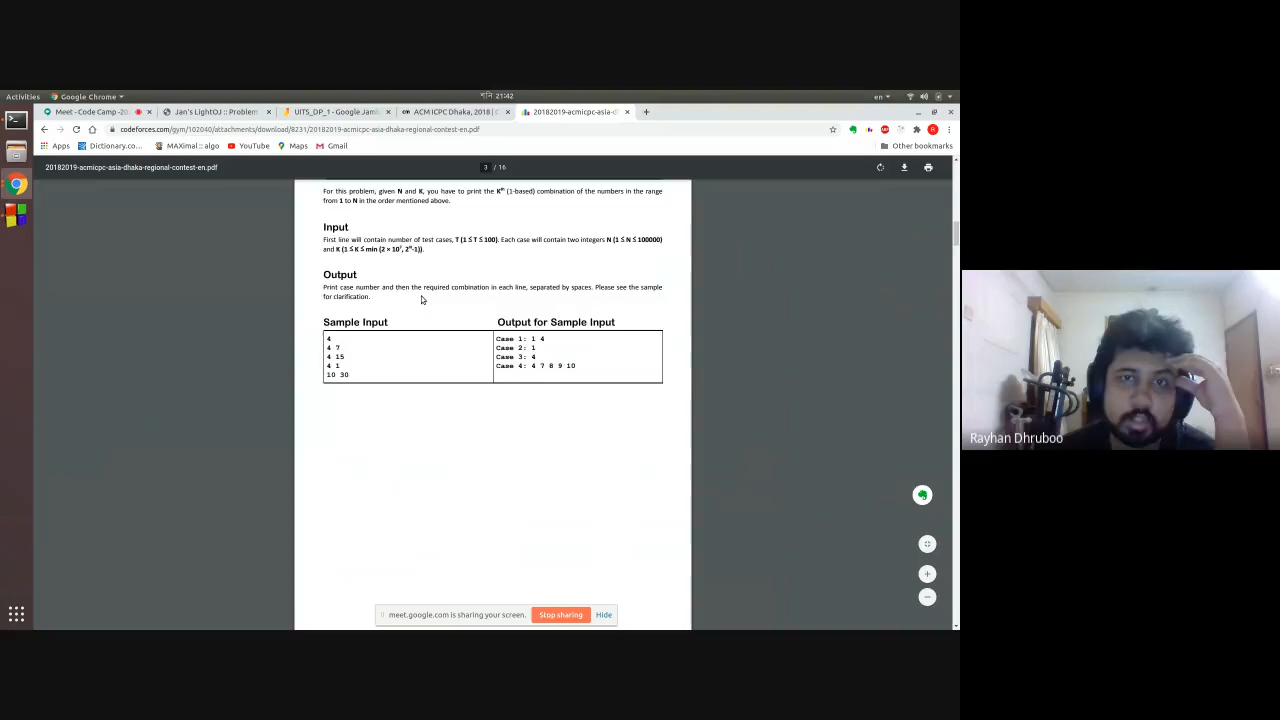 Activities
Google Chrome
শনি 21:42
en
Meet - Code Camp -20
Jan's LightOJ :: Problem
UITS_DP_1 - Google Jamb
ACM ICPC Dhaka, 2018 | C
20182019-acmicpc-asia-d
codeforces.com/gym/102040/attachments/download/8231/20182019-acmicpc-asia-dhaka-regional-contest-en.pdf
Apps
Dictionary.co...
MAXimal :: algo
YouTube
Maps
Gmail
Other bookmarks
20182019-acmicpc-asia-dhaka-regional-contest-en.pdf
3 / 16
For this problem, given N and K, you have to print the Kth (1-based) combination of the numbers in the range
from 1 to N in the order mentioned above.
Input
First line will contain number of test cases, T (1 ≤ T ≤ 100). Each case will contain two integers N (1 ≤ N ≤ 100000)
and K (1 ≤ K ≤ min (2 × 10⁷, 2ᴺ-1)).
Output
Print case number and then the required combination in each line, separated by spaces. Please see the sample
for clarification.
Sample Input
Output for Sample Input
4
4 7
4 15
4 1
10 30
Case 1: 1 4
Case 2: 1
Case 3: 4
Case 4: 4 7 8 9 10
Rayhan Dhruboo
meet.google.com is sharing your screen.
Stop sharing
Hide